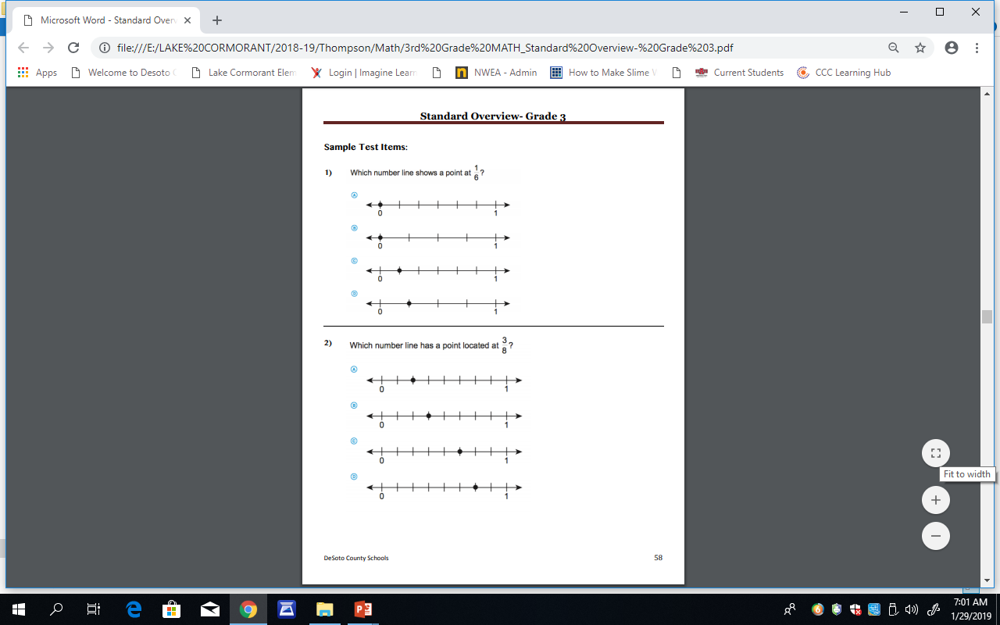 Microsoft Word - Standard Over
file:///E:/LAKE%20CORMORANT/2018-19/Thompson/Math/3rd%20Grade%20MATH_Standard%20Overview-%20Grade%203.pdf
Apps Welcome to Desoto C Lake Cormorant Elem Login | Imagine Learn NWEA - Admin How to Make Slime W Current Students CCC Learning Hub
Standard Overview- Grade 3
Sample Test Items:
1) Which number line shows a point at 1/6?
A
0 1
B
0 1
C
0 1
D
0 1
2) Which number line has a point located at 3/8?
A
0 1
B
0 1
C
0 1
D
0 1
Fit to width
DeSoto County Schools 58
7:01 AM
1/29/2019